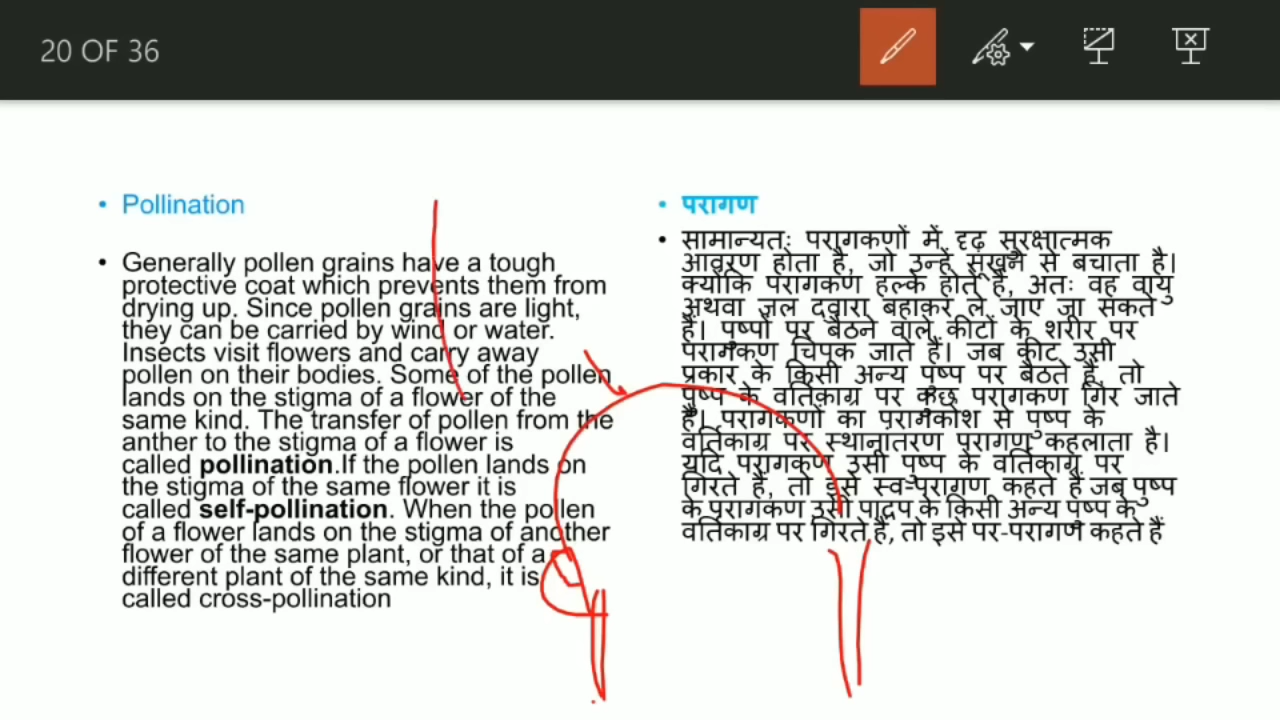 20 OF 36
• Pollination
• Generally pollen grains have a tough
protective coat which prevents them from
drying up. Since pollen grains are light,
they can be carried by wind or water.
Insects visit flowers and carry away
pollen on their bodies. Some of the pollen
lands on the stigma of a flower of the
same kind. The transfer of pollen from the
anther to the stigma of a flower is
called pollination.If the pollen lands on
the stigma of the same flower it is
called self-pollination. When the pollen
of a flower lands on the stigma of another
flower of the same plant, or that of a
different plant of the same kind, it is
called cross-pollination
• परागण
• सामान्यतः परागकणों में दृढ़ सुरक्षात्मक
आवरण होता है, जो उन्हें सूखने से बचाता है।
क्योंकि परागकण हल्के होते हैं, अतः वह वायु
अथवा जल द्वारा बहाकर ले जाए जा सकते
हैं। पुष्पों पर बैठने वाले कीटों के शरीर पर
परागकण चिपक जाते हैं। जब कीट उसी
प्रकार के किसी अन्य पुष्प पर बैठते हैं, तो
पुष्प के वर्तिकाग्र पर कुछ परागकण गिर जाते
हैं। परागकणों का परागकोश से पुष्प के
वर्तिकाग्र पर स्थानांतरण परागण कहलाता है।
यदि परागकण उसी पुष्प के वर्तिकाग्र पर
गिरते हैं, तो इसे स्व-परागण कहते हैं जब पुष्प
के परागकण उसी पादप के किसी अन्य पुष्प के
वर्तिकाग्र पर गिरते हैं, तो इसे पर-परागण कहते हैं